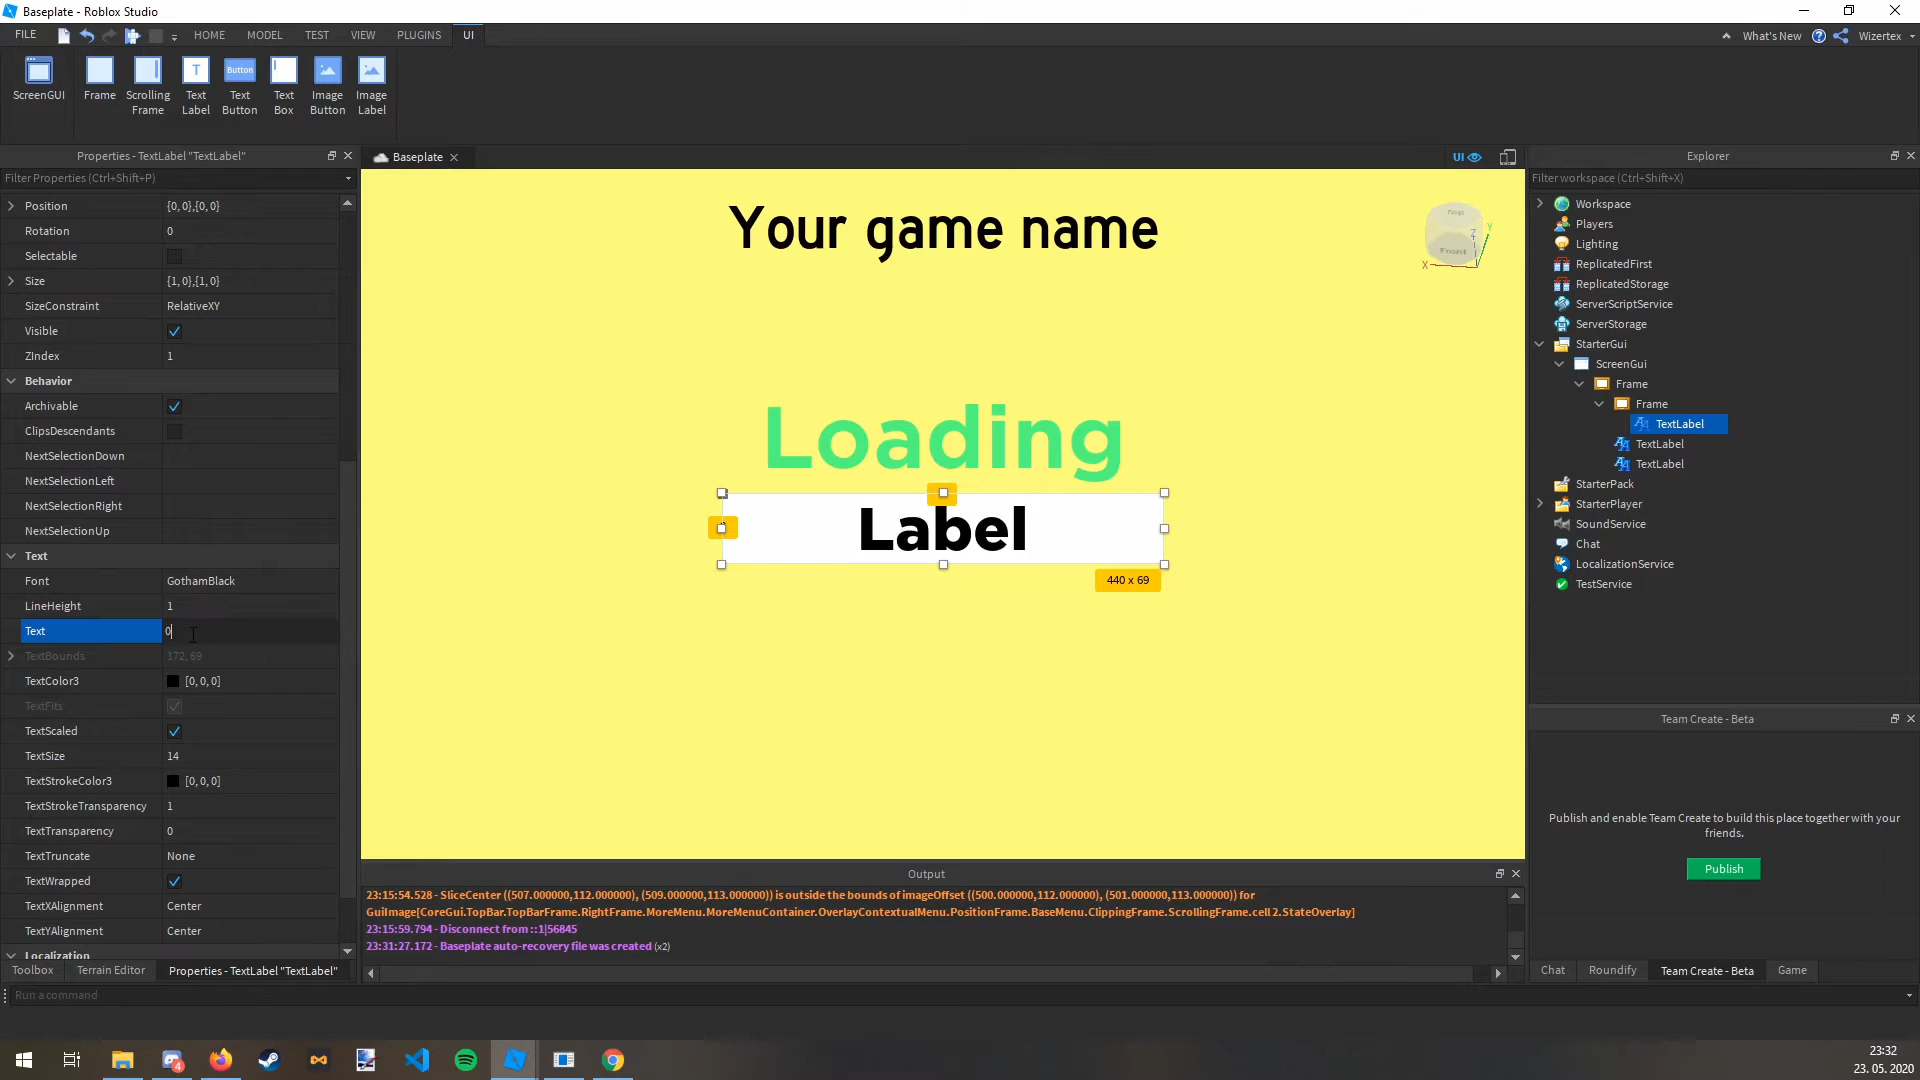 Baseplate - Roblox Studio
FILE HOME MODEL TEST VIEW PLUGINS UI What's New Wizertex
ScreenGUI Frame Scrolling Frame Text Label Text Button Text Box Image Button Image Label
Button
Properties - TextLabel "TextLabel"
Filter Properties (Ctrl+Shift+P)
Position {0, 0},{0, 0}
Rotation 0
Selectable
Size {1, 0},{1, 0}
SizeConstraint RelativeXY
Visible
ZIndex 1
Behavior
Archivable
ClipsDescendants
NextSelectionDown
NextSelectionLeft
NextSelectionRight
NextSelectionUp
Text
Font GothamBlack
LineHeight 1
Text 0
TextBounds 172, 69
TextColor3 [0, 0, 0]
TextFits
TextScaled
TextSize 14
TextStrokeColor3 [0, 0, 0]
TextStrokeTransparency 1
TextTransparency 0
TextTruncate None
TextWrapped
TextXAlignment Center
TextYAlignment Center
Localization
Toolbox Terrain Editor Properties - TextLabel "TextLabel"
Run a command
Baseplate
UI
Your game name
Top
Front
X
Y
Z
Loading
Label
440 x 69
Output
23:15:54.528 - SliceCenter ((507.000000,112.000000), (509.000000,113.000000)) is outside the bounds of imageOffset ((500.000000,112.000000), (501.000000,113.000000)) for
GuiImage[CoreGui.TopBar.TopBarFrame.RightFrame.MoreMenu.MoreMenuContainer.OverlayContextualMenu.PositionFrame.BaseMenu.ClippingFrame.ScrollingFrame.cell 2.StateOverlay]
23:15:59.794 - Disconnect from ::1|56845
23:31:27.172 - Baseplate auto-recovery file was created (x2)
Explorer
Filter workspace (Ctrl+Shift+X)
Workspace
Players
Lighting
ReplicatedFirst
ReplicatedStorage
ServerScriptService
ServerStorage
StarterGui
ScreenGui
Frame
Frame
TextLabel
TextLabel
TextLabel
StarterPack
StarterPlayer
SoundService
Chat
LocalizationService
TestService
Team Create - Beta
Publish and enable Team Create to build this place together with your
friends.
Publish
Chat Roundify Team Create - Beta Game
4
23:32
23. 05. 2020